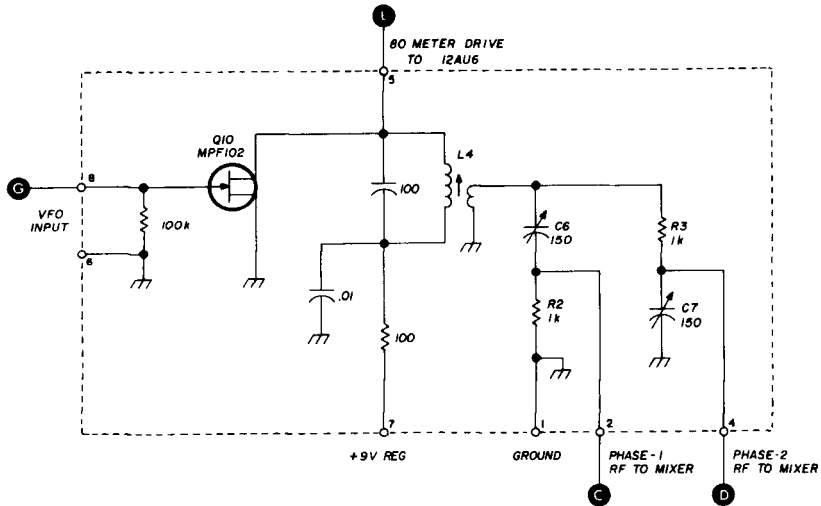 L
80 METER DRIVE
TO 12AU6
5
Q10
MPF102
L4
G
8
VFO
INPUT
100k
6
100
.01
100
C6
150
R3
1k
R2
1k
C7
150
7
1
2
4
+9V REG
GROUND
PHASE-1
RF TO MIXER
PHASE-2
RF TO MIXER
C
D